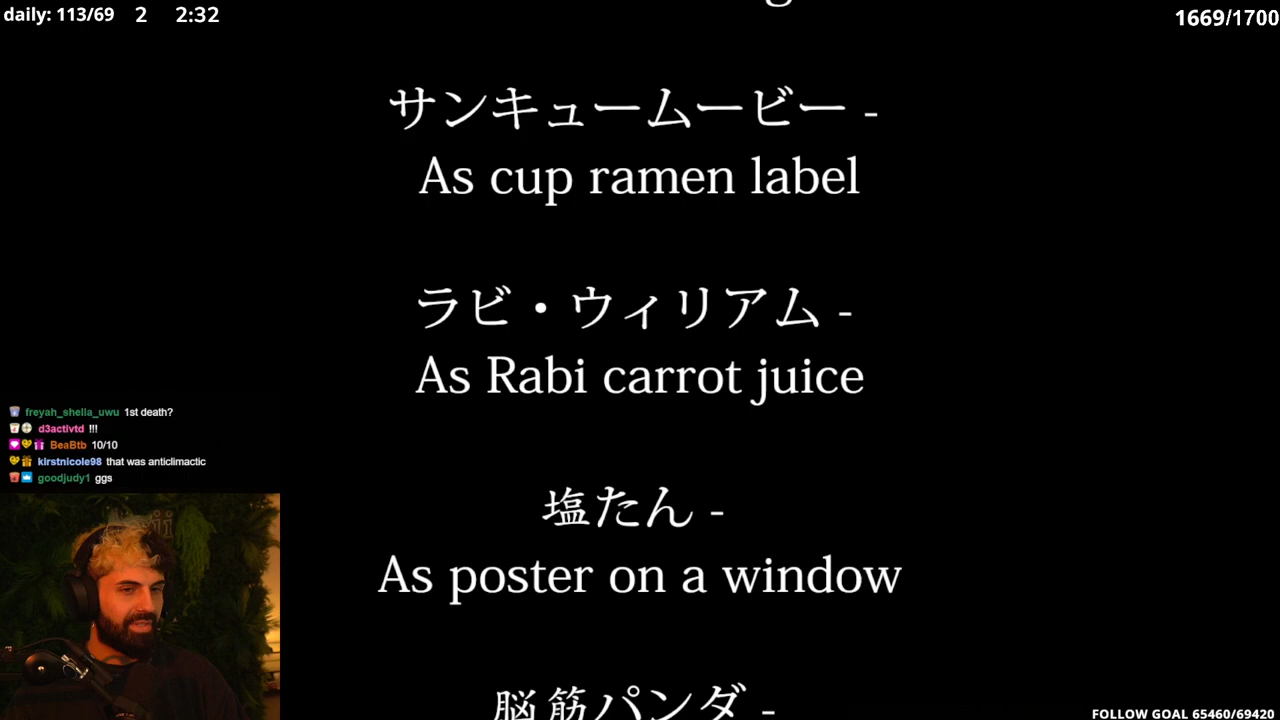 daily: 113/69 2 2:32
1669/1700
サンキュームービー -
As cup ramen label
ラビ・ウィリアム -
As Rabi carrot juice
塩たん -
As poster on a window
脳筋パンダ -
freyah_shella_uwu 1st death?
d3activtd !!!
BeaBtb 10/10
kirstnicole98 that was anticlimactic
goodjudy1 ggs
FOLLOW GOAL 65460/69420